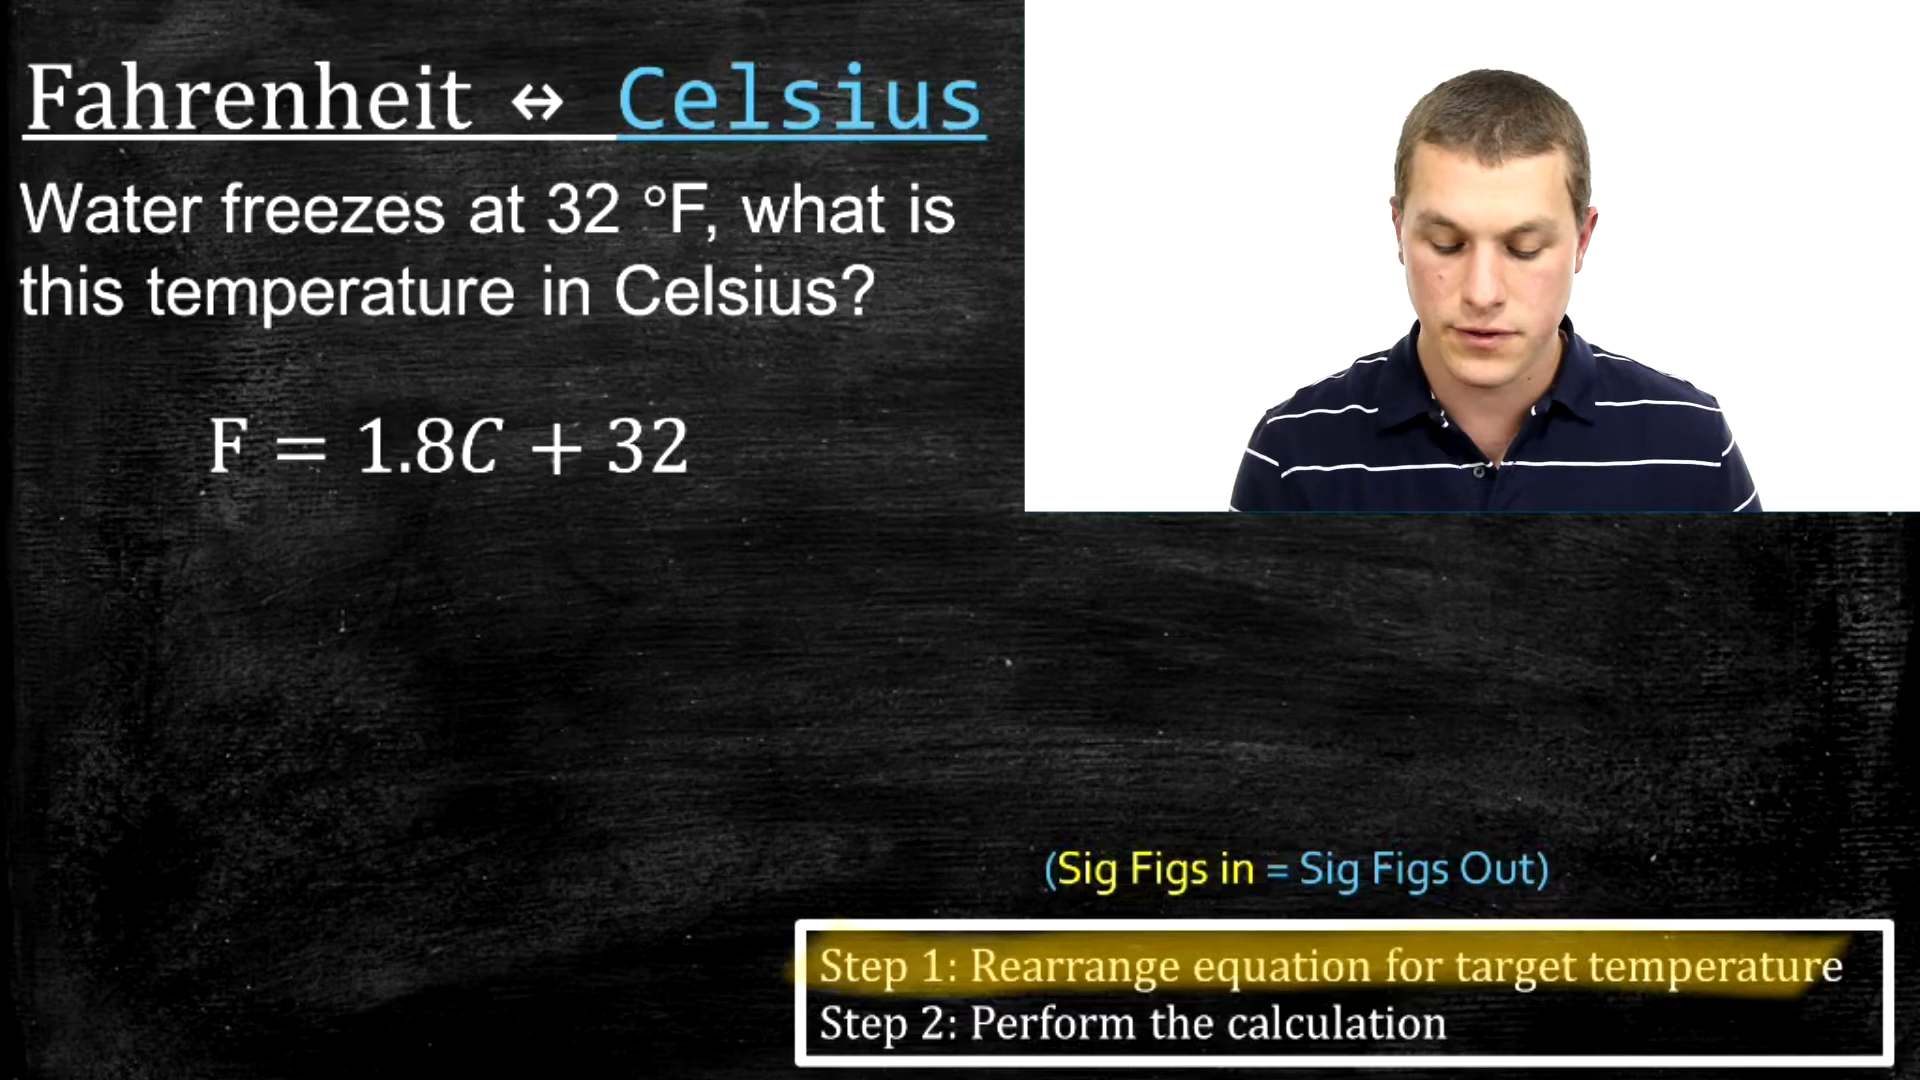 Fahrenheit ↔ Celsius
Water freezes at 32 °F, what is
this temperature in Celsius?
F = 1.8C + 32
(Sig Figs in = Sig Figs Out)
Step 1: Rearrange equation for target temperature
Step 2: Perform the calculation